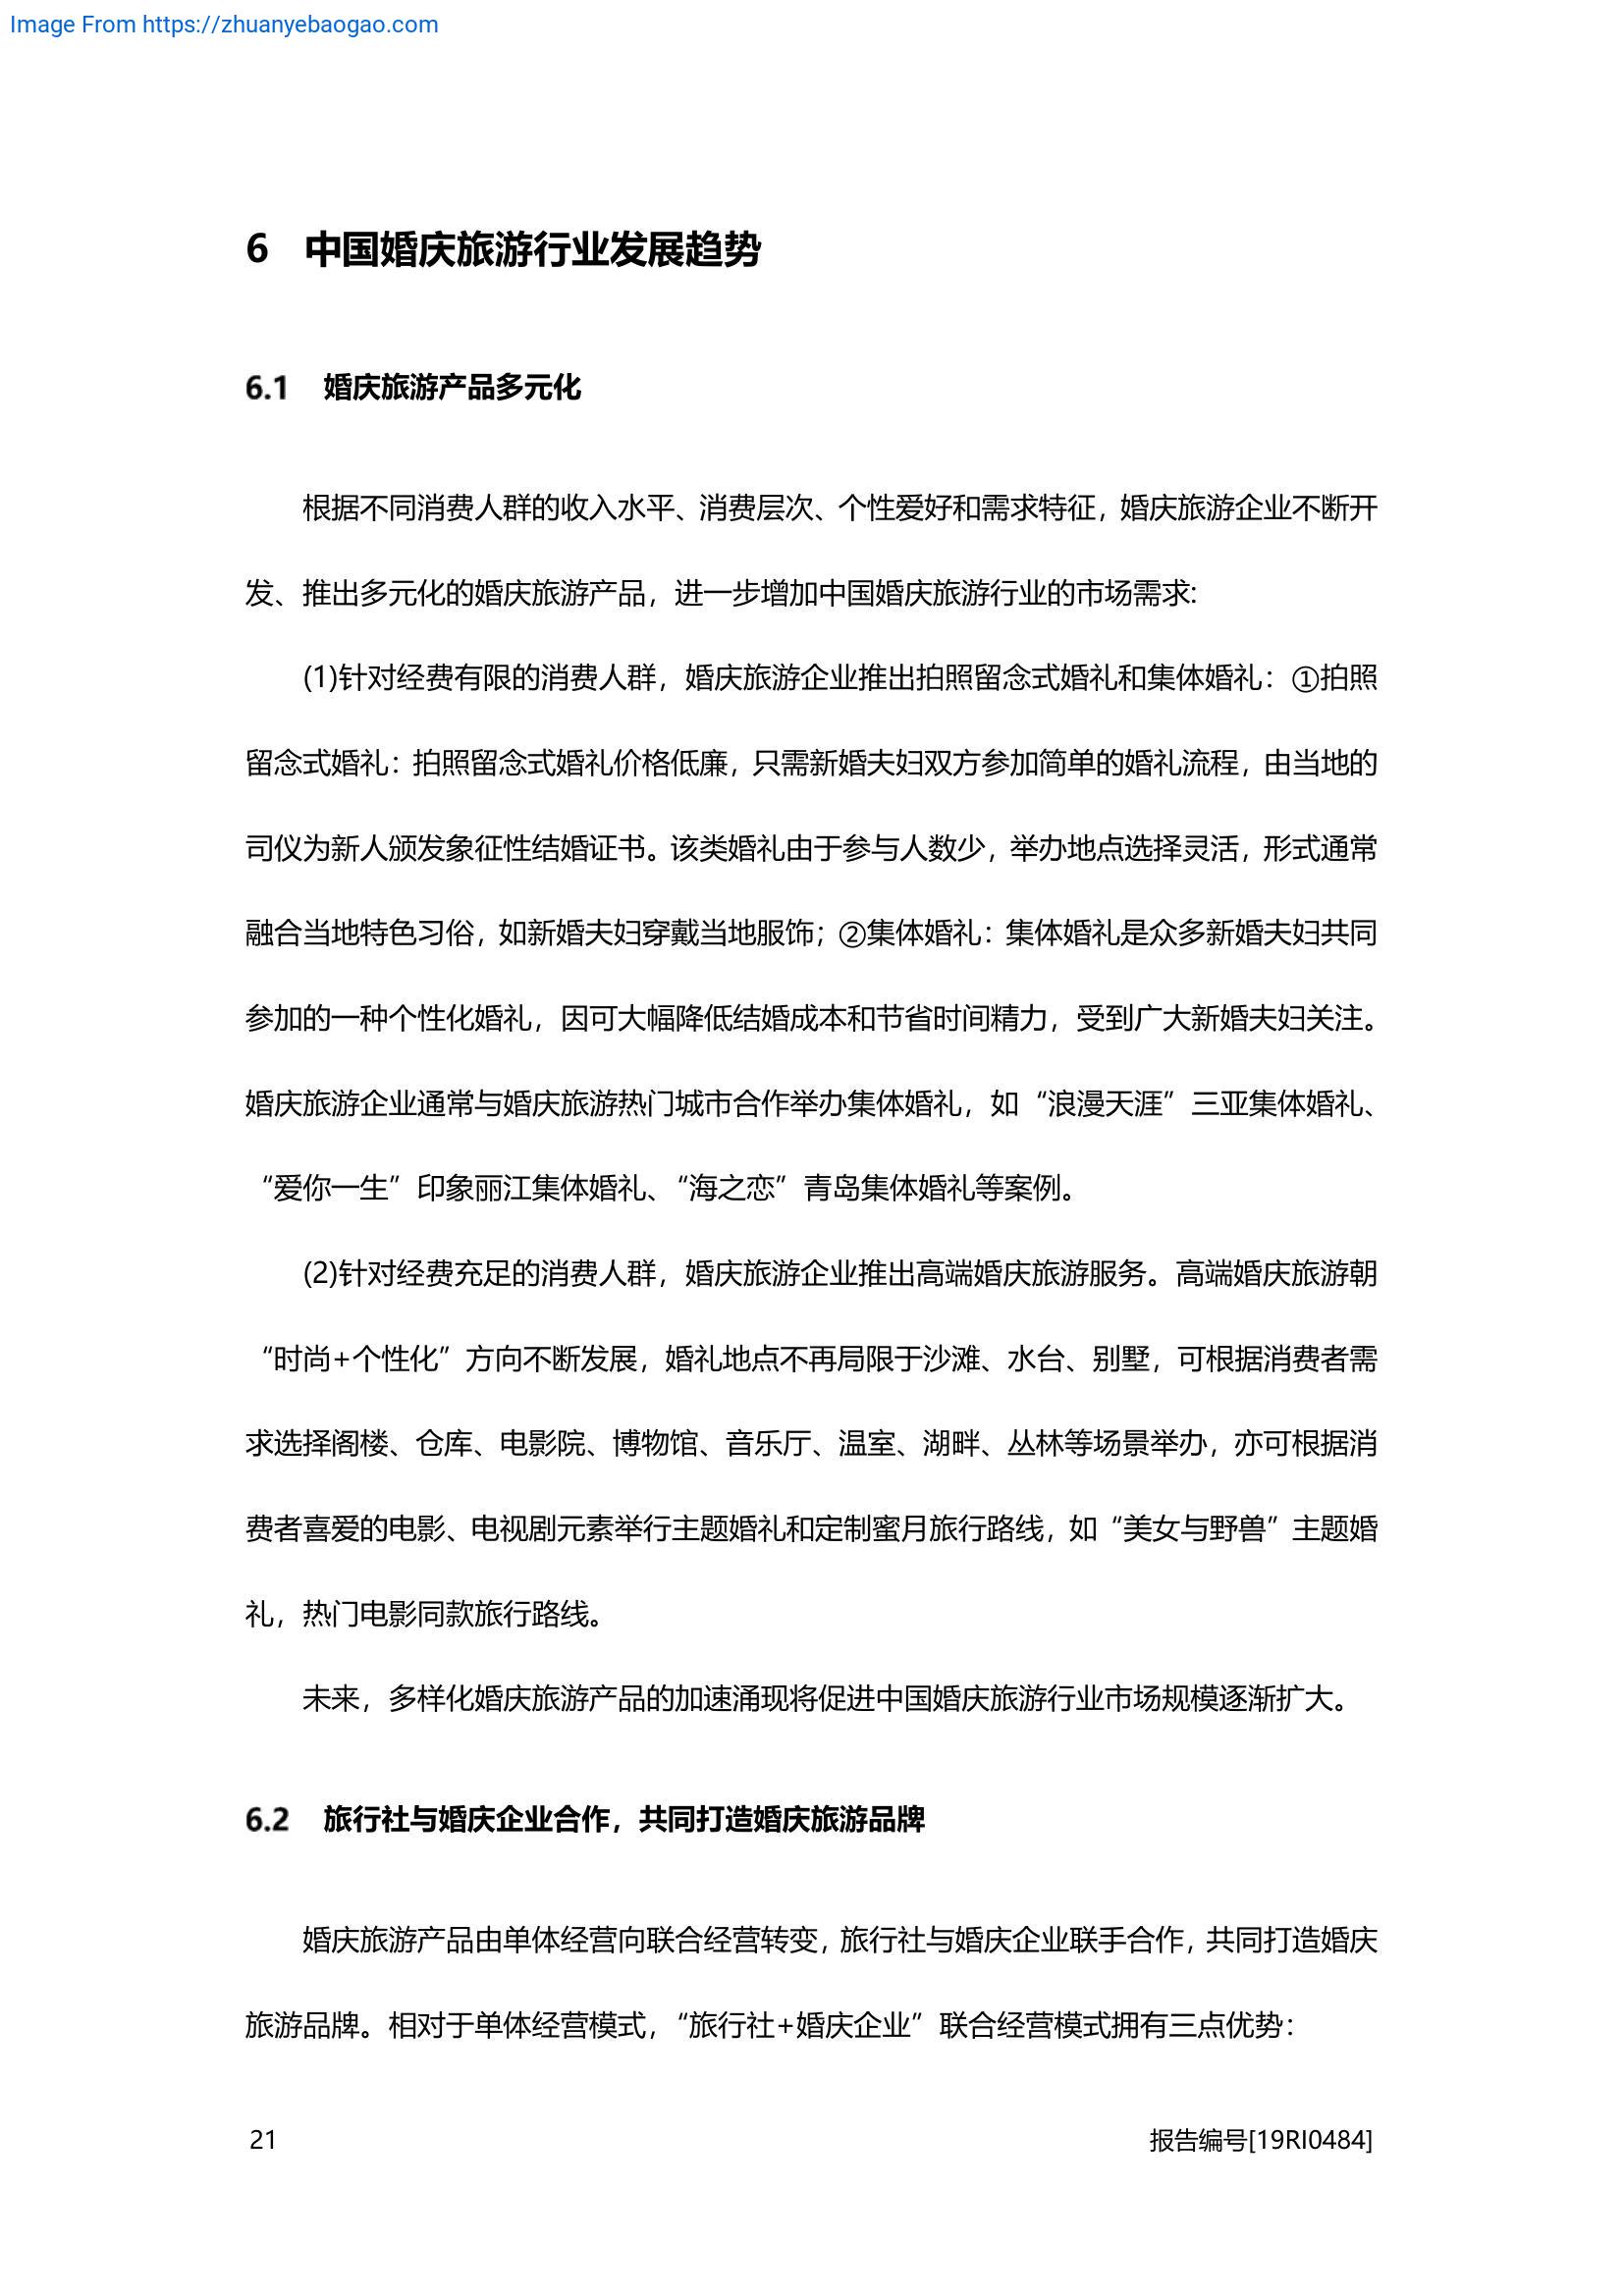 Image From https://zhuanyebaogao.com
6 中国婚庆旅游行业发展趋势
6.1 婚庆旅游产品多元化
根据不同消费人群的收入水平、消费层次、个性爱好和需求特征，婚庆旅游企业不断开
发、推出多元化的婚庆旅游产品，进一步增加中国婚庆旅游行业的市场需求:
(1)针对经费有限的消费人群，婚庆旅游企业推出拍照留念式婚礼和集体婚礼：①拍照
留念式婚礼：拍照留念式婚礼价格低廉，只需新婚夫妇双方参加简单的婚礼流程，由当地的
司仪为新人颁发象征性结婚证书。该类婚礼由于参与人数少，举办地点选择灵活，形式通常
融合当地特色习俗，如新婚夫妇穿戴当地服饰；②集体婚礼：集体婚礼是众多新婚夫妇共同
参加的一种个性化婚礼，因可大幅降低结婚成本和节省时间精力，受到广大新婚夫妇关注。
婚庆旅游企业通常与婚庆旅游热门城市合作举办集体婚礼，如“浪漫天涯”三亚集体婚礼、
“爱你一生”印象丽江集体婚礼、“海之恋”青岛集体婚礼等案例。
(2)针对经费充足的消费人群，婚庆旅游企业推出高端婚庆旅游服务。高端婚庆旅游朝
“时尚+个性化”方向不断发展，婚礼地点不再局限于沙滩、水台、别墅，可根据消费者需
求选择阁楼、仓库、电影院、博物馆、音乐厅、温室、湖畔、丛林等场景举办，亦可根据消
费者喜爱的电影、电视剧元素举行主题婚礼和定制蜜月旅行路线，如“美女与野兽”主题婚
礼，热门电影同款旅行路线。
未来，多样化婚庆旅游产品的加速涌现将促进中国婚庆旅游行业市场规模逐渐扩大。
6.2 旅行社与婚庆企业合作，共同打造婚庆旅游品牌
婚庆旅游产品由单体经营向联合经营转变，旅行社与婚庆企业联手合作，共同打造婚庆
旅游品牌。相对于单体经营模式，“旅行社+婚庆企业”联合经营模式拥有三点优势：
21 报告编号[19RI0484]